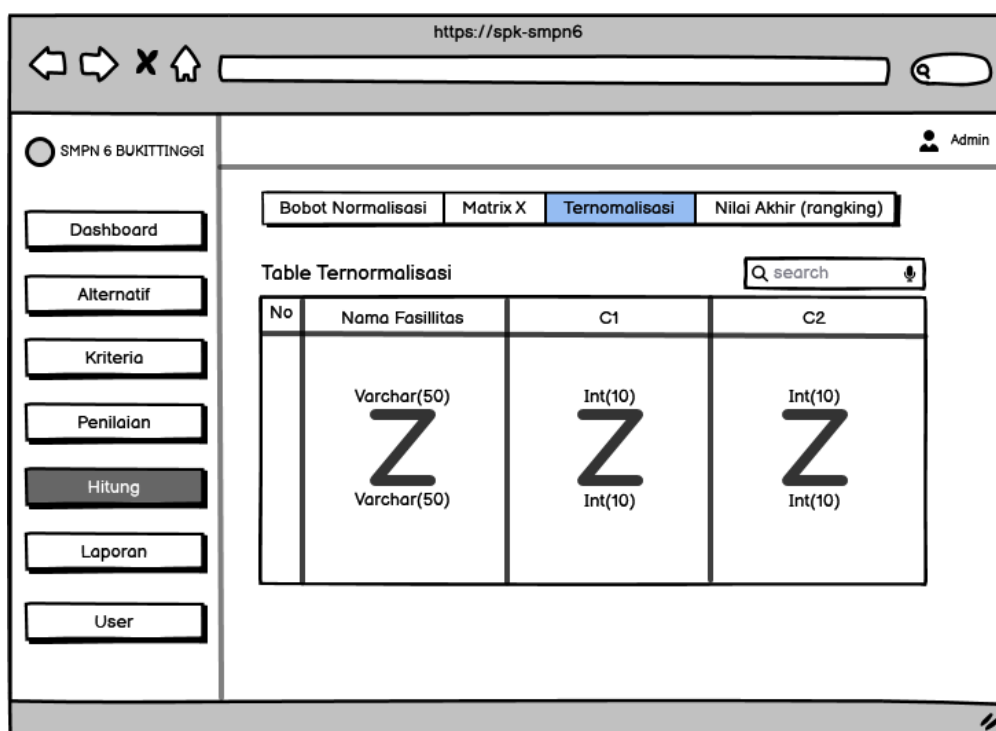 https://spk-smpn6
SMPN 6 BUKITTINGGI
Admin
Dashboard
Alternatif
Kriteria
Penilaian
Hitung
Laporan
User
Bobot Normalisasi Matrix X Ternomalisasi Nilai Akhir (rangking)
Table Ternormalisasi search
No Nama Fasillitas C1 C2
Varchar(50) Int(10) Int(10)
Z Z Z
Varchar(50) Int(10) Int(10)